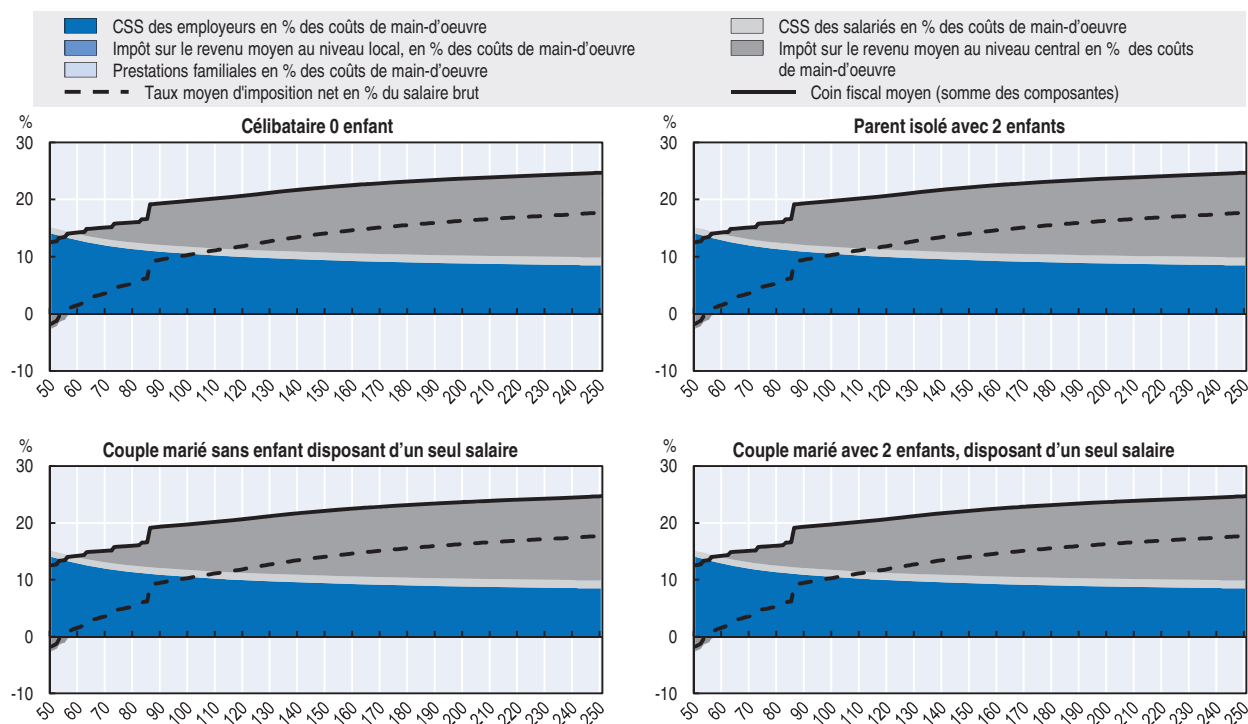 CSS des employeurs en % des coûts de main-d'oeuvre
Impôt sur le revenu moyen au niveau local, en % des coûts de main-d'oeuvre
Prestations familiales en % des coûts de main-d'oeuvre
Taux moyen d'imposition net en % du salaire brut
CSS des salariés en % des coûts de main-d'oeuvre
Impôt sur le revenu moyen au niveau central en % des coûts
de main-d'oeuvre
Coin fiscal moyen (somme des composantes)
%
Célibataire 0 enfant
30
20
10
0
-10
50 60 70 80 90 100 110 120 130 140 150 160 170 180 190 200 210 220 230 240 250
%
Parent isolé avec 2 enfants
30
20
10
0
-10
50 60 70 80 90 100 110 120 130 140 150 160 170 180 190 200 210 220 230 240 250
%
Couple marié sans enfant disposant d’un seul salaire
30
20
10
0
-10
50 60 70 80 90 100 110 120 130 140 150 160 170 180 190 200 210 220 230 240 250
%
Couple marié avec 2 enfants, disposant d’un seul salaire
30
20
10
0
-10
50 60 70 80 90 100 110 120 130 140 150 160 170 180 190 200 210 220 230 240 250